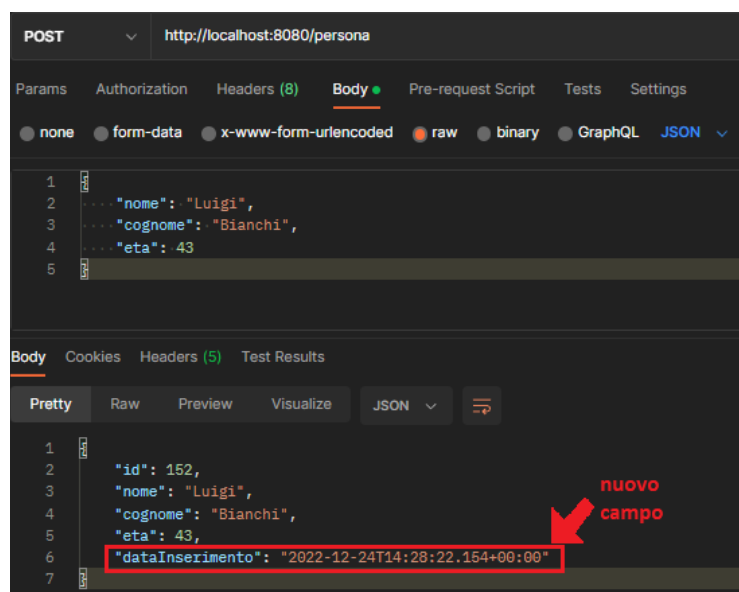 POST http://localhost:8080/persona
Params Authorization Headers (8) Body Pre-request Script Tests Settings
none form-data x-www-form-urlencoded raw binary GraphQL JSON
1 {
2 "nome": "Luigi",
3 "cognome": "Bianchi",
4 "eta": 43
5 }
Body Cookies Headers (5) Test Results
Pretty Raw Preview Visualize JSON
1 {
2 "id": 152,
3 "nome": "Luigi",
4 "cognome": "Bianchi",
5 "eta": 43,
6 "dataInserimento": "2022-12-24T14:28:22.154+00:00"
7 }
nuovo
campo